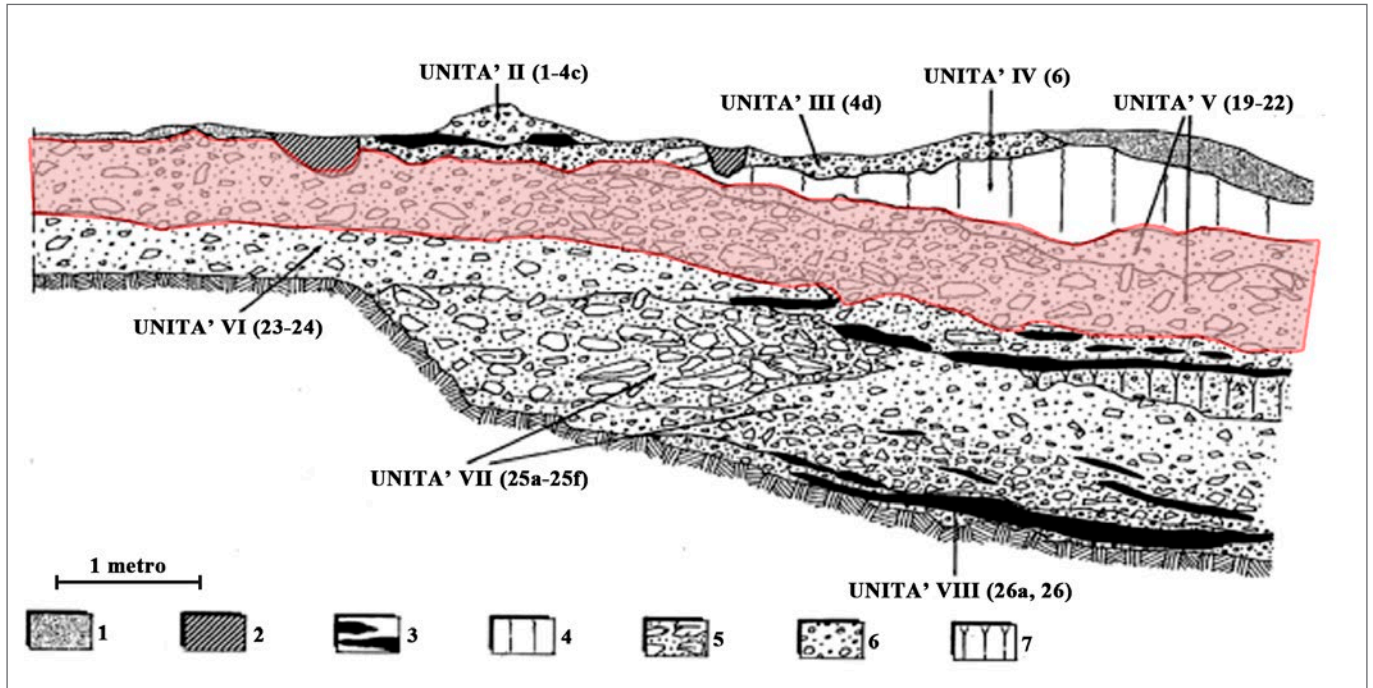 UNITA' II (1-4c)
UNITA' III (4d)
UNITA' IV (6)
UNITA' V (19-22)
UNITA' VI (23-24)
UNITA' VII (25a-25f)
UNITA' VIII (26a, 26)
1 metro
1
2
3
4
5
6
7